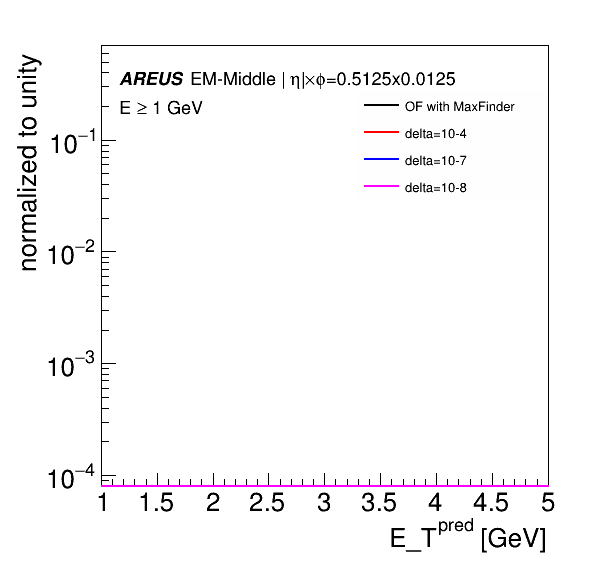 AREUS EM-Middle | η|×ϕ=0.5125x0.0125
E ≥ 1 GeV
OF with MaxFinder
delta=10-4
delta=10-7
delta=10-8
normalized to unity
10⁻¹
10⁻²
10⁻³
10⁻⁴
1 1.5 2 2.5 3 3.5 4 4.5 5
E_T^pred [GeV]